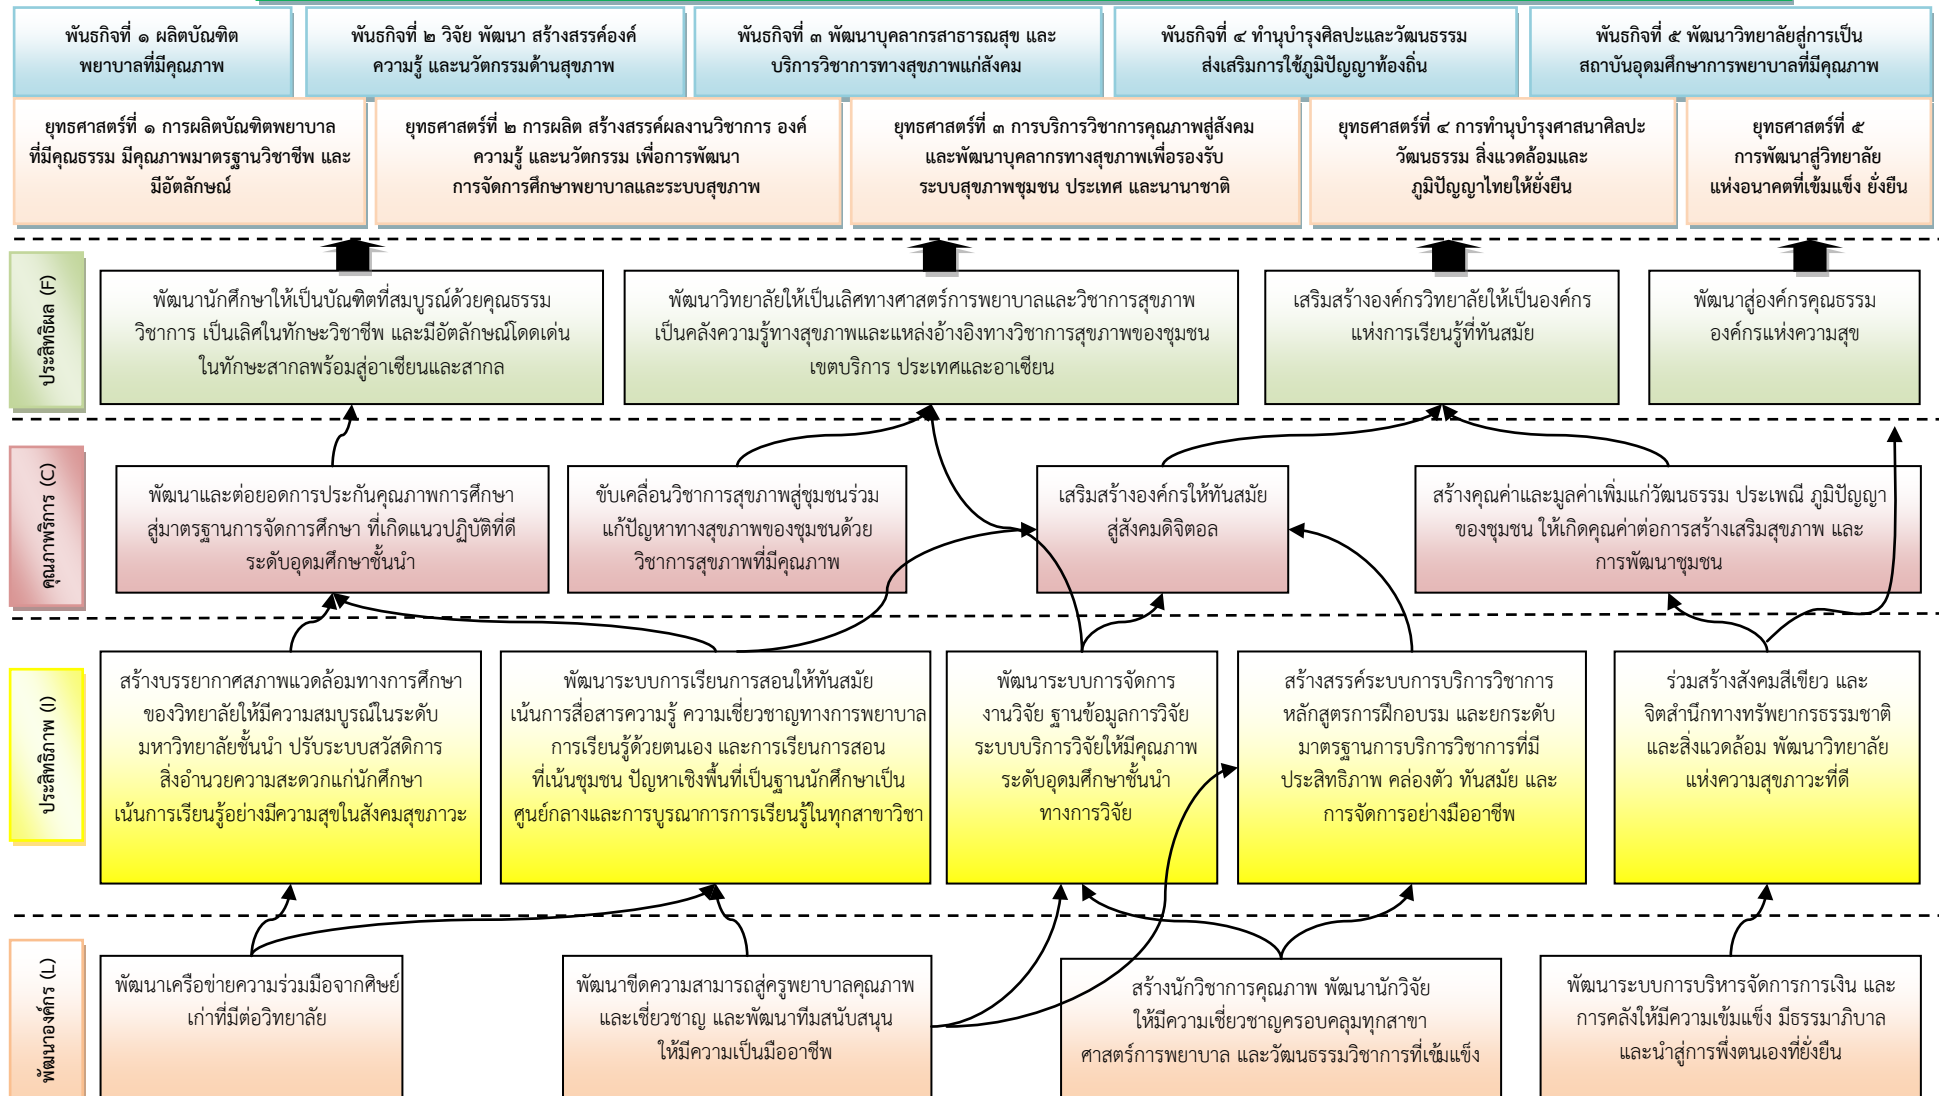 พันธกิจที่ ๑ ผลิตบัณฑิต
พยาบาลที่มีคุณภาพ
พันธกิจที่ ๒ วิจัย พัฒนา สร้างสรรค์องค์
ความรู้ และนวัตกรรมด้านสุขภาพ
พันธกิจที่ ๓ พัฒนาบุคลากรสาธารณสุข และ
บริการวิชาการทางสุขภาพแก่สังคม
พันธกิจที่ ๔ ทำนุบำรุงศิลปะและวัฒนธรรม
ส่งเสริมการใช้ภูมิปัญญาท้องถิ่น
พันธกิจที่ ๕ พัฒนาวิทยาลัยสู่การเป็น
สถาบันอุดมศึกษาการพยาบาลที่มีคุณภาพ
ยุทธศาสตร์ที่ ๑ การผลิตบัณฑิตพยาบาล
ที่มีคุณธรรม มีคุณภาพมาตรฐานวิชาชีพ และ
มีอัตลักษณ์
ยุทธศาสตร์ที่ ๒ การผลิต สร้างสรรค์ผลงานวิชาการ องค์
ความรู้ และนวัตกรรม เพื่อการพัฒนา
การจัดการศึกษาพยาบาลและระบบสุขภาพ
ยุทธศาสตร์ที่ ๓ การบริการวิชาการคุณภาพสู่สังคม
และพัฒนาบุคลากรทางสุขภาพเพื่อรองรับ
ระบบสุขภาพชุมชน ประเทศ และนานาชาติ
ยุทธศาสตร์ที่ ๔ การทำนุบำรุงศาสนาศิลปะ
วัฒนธรรม สิ่งแวดล้อมและ
ภูมิปัญญาไทยให้ยั่งยืน
ยุทธศาสตร์ที่ ๕
การพัฒนาสู่วิทยาลัย
แห่งอนาคตที่เข้มแข็ง ยั่งยืน
ประสิทธิผล (F)
พัฒนานักศึกษาให้เป็นบัณฑิตที่สมบูรณ์ด้วยคุณธรรม
วิชาการ เป็นเลิศในทักษะวิชาชีพ และมีอัตลักษณ์โดดเด่น
ในทักษะสากลพร้อมสู่อาเซียนและสากล
พัฒนาวิทยาลัยให้เป็นเลิศทางศาสตร์การพยาบาลและวิชาการสุขภาพ
เป็นคลังความรู้ทางสุขภาพและแหล่งอ้างอิงทางวิชาการสุขภาพของชุมชน
เขตบริการ ประเทศและอาเซียน
เสริมสร้างองค์กรวิทยาลัยให้เป็นองค์กร
แห่งการเรียนรู้ที่ทันสมัย
พัฒนาสู่องค์กรคุณธรรม
องค์กรแห่งความสุข
คุณภาพบริการ (C)
พัฒนาและต่อยอดการประกันคุณภาพการศึกษา
สู่มาตรฐานการจัดการศึกษา ที่เกิดแนวปฏิบัติที่ดี
ระดับอุดมศึกษาชั้นนำ
ขับเคลื่อนวิชาการสุขภาพสู่ชุมชนร่วม
แก้ปัญหาทางสุขภาพของชุมชนด้วย
วิชาการสุขภาพที่มีคุณภาพ
เสริมสร้างองค์กรให้ทันสมัย
สู่สังคมดิจิตอล
สร้างคุณค่าและมูลค่าเพิ่มแก่วัฒนธรรม ประเพณี ภูมิปัญญา
ของชุมชน ให้เกิดคุณค่าต่อการสร้างเสริมสุขภาพ และ
การพัฒนาชุมชน
ประสิทธิภาพ (I)
สร้างบรรยากาศสภาพแวดล้อมทางการศึกษา
ของวิทยาลัยให้มีความสมบูรณ์ในระดับ
มหาวิทยาลัยชั้นนำ ปรับระบบสวัสดิการ
สิ่งอำนวยความสะดวกแก่นักศึกษา
เน้นการเรียนรู้อย่างมีความสุขในสังคมสุขภาวะ
พัฒนาระบบการเรียนการสอนให้ทันสมัย
เน้นการสื่อสารความรู้ ความเชี่ยวชาญทางการพยาบาล
การเรียนรู้ด้วยตนเอง และการเรียนการสอน
ที่เน้นชุมชน ปัญหาเชิงพื้นที่เป็นฐานนักศึกษาเป็น
ศูนย์กลางและการบูรณาการการเรียนรู้ในทุกสาขาวิชา
พัฒนาระบบการจัดการ
งานวิจัย ฐานข้อมูลการวิจัย
ระบบบริการวิจัยให้มีคุณภาพ
ระดับอุดมศึกษาชั้นนำ
ทางการวิจัย
สร้างสรรค์ระบบการบริการวิชาการ
หลักสูตรการฝึกอบรม และยกระดับ
มาตรฐานการบริการวิชาการที่มี
ประสิทธิภาพ คล่องตัว ทันสมัย และ
การจัดการอย่างมืออาชีพ
ร่วมสร้างสังคมสีเขียว และ
จิตสำนึกทางทรัพยากรธรรมชาติ
และสิ่งแวดล้อม พัฒนาวิทยาลัย
แห่งความสุขภาวะที่ดี
พัฒนาองค์กร (L)
พัฒนาเครือข่ายความร่วมมือจากศิษย์
เก่าที่มีต่อวิทยาลัย
พัฒนาขีดความสามารถสู่ครูพยาบาลคุณภาพ
และเชี่ยวชาญ และพัฒนาทีมสนับสนุน
ให้มีความเป็นมืออาชีพ
สร้างนักวิชาการคุณภาพ พัฒนานักวิจัย
ให้มีความเชี่ยวชาญครอบคลุมทุกสาขา
ศาสตร์การพยาบาล และวัฒนธรรมวิชาการที่เข้มแข็ง
พัฒนาระบบการบริหารจัดการการเงิน และ
การคลังให้มีความเข้มแข็ง มีธรรมาภิบาล
และนำสู่การพึ่งตนเองที่ยั่งยืน